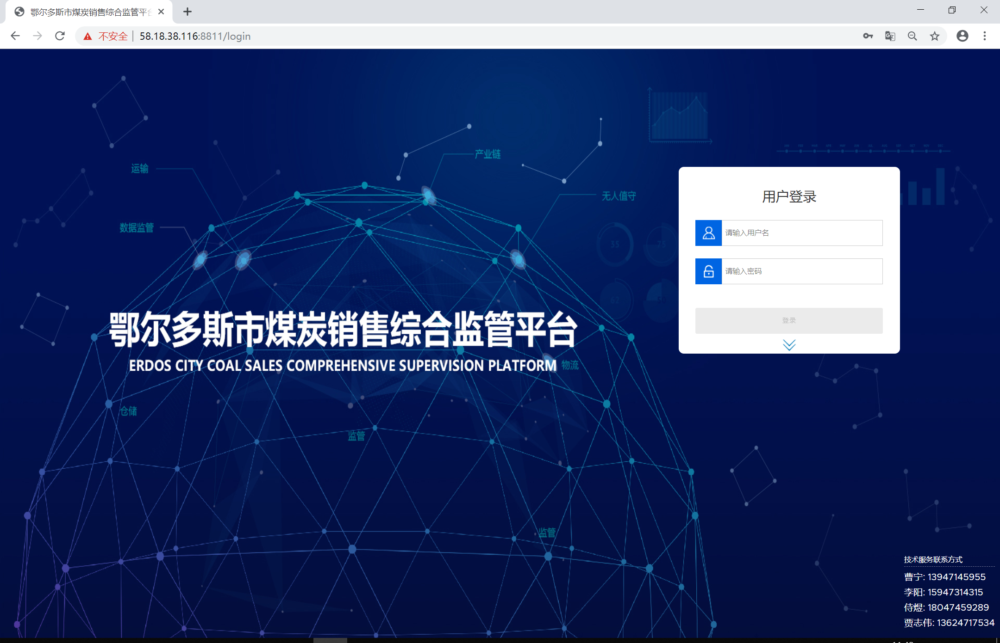 鄂尔多斯市煤炭销售综合监管平台
不安全
58.18.38.116:8811/login
产业链
运输
无人值守
数据监管
35
75
62
50
用户登录
请输入用户名
请输入密码
登录
鄂尔多斯市煤炭销售综合监管平台
ERDOS CITY COAL SALES COMPREHENSIVE SUPERVISION PLATFORM
物流
仓储
监管
监管
技术服务联系方式
曹宁: 13947145955
李阳: 15947314315
侍煜: 18047459289
贾志伟: 13624717534